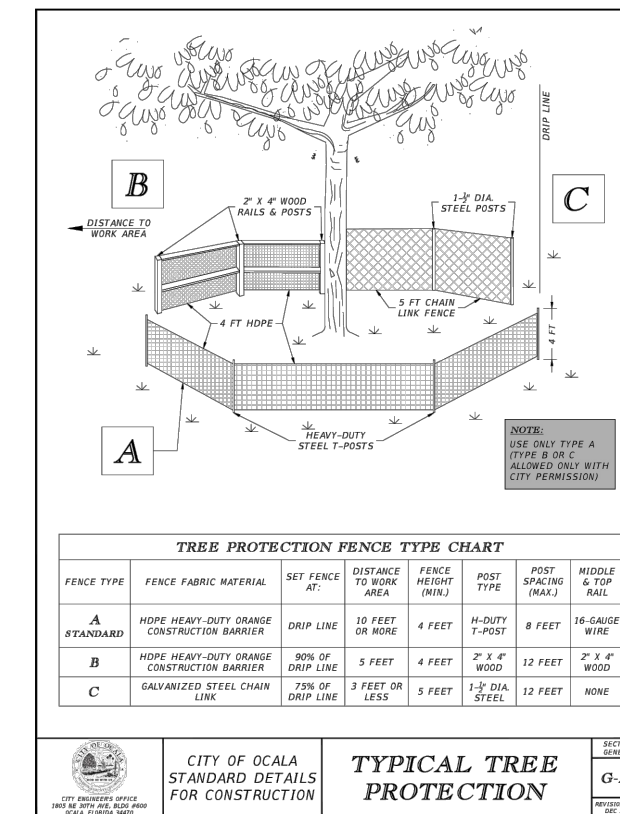 DRIP LINE
B
C
2" X 4" WOOD
RAILS & POSTS
1-½" DIA.
STEEL POSTS
DISTANCE TO
WORK AREA
5 FT CHAIN
LINK FENCE
4 FT HDPE
4 FT
A
HEAVY-DUTY
STEEL T-POSTS
NOTE:
USE ONLY TYPE A
(TYPE B OR C
ALLOWED ONLY WITH
CITY PERMISSION)
TREE PROTECTION FENCE TYPE CHART
FENCE TYPE FENCE FABRIC MATERIAL SET FENCE AT: DISTANCE TO WORK AREA FENCE HEIGHT (MIN.) POST TYPE POST SPACING (MAX.) MIDDLE & TOP RAIL
A STANDARD HDPE HEAVY-DUTY ORANGE CONSTRUCTION BARRIER DRIP LINE 10 FEET OR MORE 4 FEET H-DUTY T-POST 8 FEET 16-GAUGE WIRE
B HDPE HEAVY-DUTY ORANGE CONSTRUCTION BARRIER 90% OF DRIP LINE 5 FEET 4 FEET 2" X 4" WOOD 12 FEET 2" X 4" WOOD
C GALVANIZED STEEL CHAIN LINK 75% OF DRIP LINE 3 FEET OR LESS 5 FEET 1-½" DIA. STEEL 12 FEET NONE
CITY OF OCALA
CITY ENGINEER'S OFFICE
1805 NE 30TH AVE, BLDG #600
OCALA, FLORIDA 34470
CITY OF OCALA
STANDARD DETAILS
FOR CONSTRUCTION
TYPICAL TREE
PROTECTION
SECT
GENE
G-
REVISIO
DEC